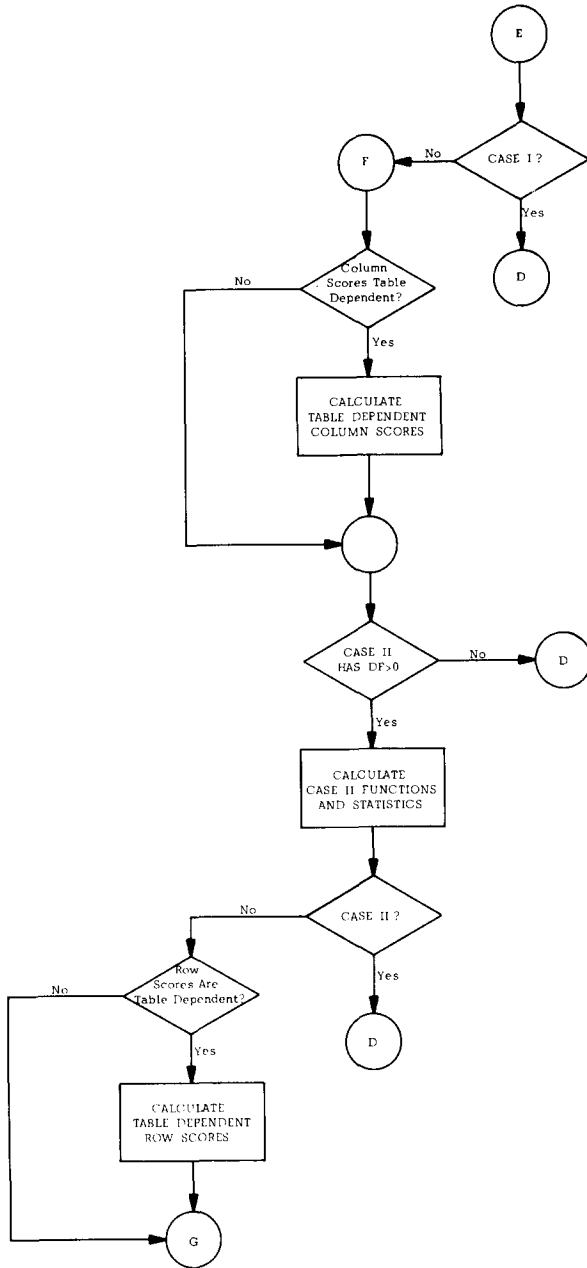 E
CASE I?
No
F
Yes
D
Column
Scores Table
Dependent?
No
Yes
CALCULATE
TABLE DEPENDENT
COLUMN SCORES
CASE II
HAS DF>0
No
D
Yes
CALCULATE
CASE II FUNCTIONS
AND STATISTICS
CASE II?
No
Yes
D
Row
Scores Are
Table Dependent?
No
Yes
CALCULATE
TABLE DEPENDENT
ROW SCORES
G